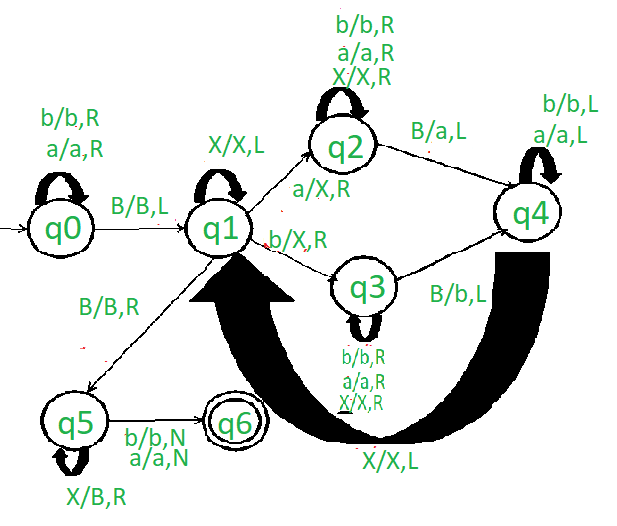 b/b,R
a/a,R
X/X,R
b/b,R
a/a,R
X/X,L
B/a,L
b/b,L
a/a,L
q2
a/X,R
B/B,L
q0
q1
q4
b/X,R
q3
B/b,L
B/B,R
b/b,R
a/a,R
X/X,R
q5
q6
b/b,N
a/a,N
X/X,L
X/B,R